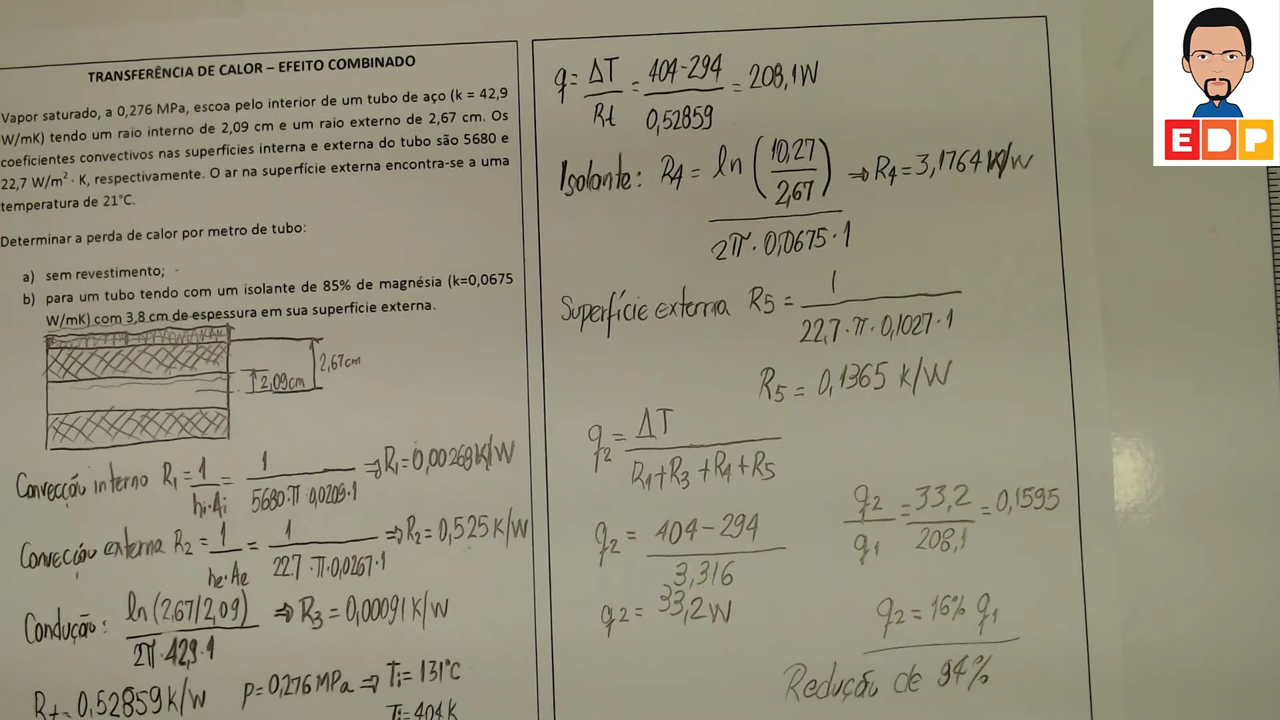 TRANSFERÊNCIA DE CALOR – EFEITO COMBINADO
Vapor saturado, a 0,276 MPa, escoa pelo interior de um tubo de aço (k = 42,9
W/mK) tendo um raio interno de 2,09 cm e um raio externo de 2,67 cm. Os
coeficientes convectivos nas superfícies interna e externa do tubo são 5680 e
22,7 W/m² · K, respectivamente. O ar na superfície externa encontra-se a uma
temperatura de 21°C.
Determinar a perda de calor por metro de tubo:
a) sem revestimento;
b) para um tubo tendo com um isolante de 85% de magnésia (k=0,0675
W/mK) com 3,8 cm de espessura em sua superfície externa.
2,67cm
2,09cm
Convecção interno R1 = 1/hi·Ai = 1/5680·π·0,0209·1 ⇒ R1 = 0,00268 K/W
Convecção externa R2 = 1/he·Ae = 1/22.7·π·0,0267·1 ⇒ R2 = 0,525 K/W
Condução: ln(2,67/2,09)/2π·42,9·1 ⇒ R3 = 0,00091 K/W
Rt = 0,52859 K/W P = 0,276 MPa ⇒ Ti = 131°C
Ti = 404 K
q = ΔT/Rt = 404-294/0,52859 = 208,1W
Isolante: R4 = ln(10,27/2,67)/2π·0,0675·1 ⇒ R4 = 3,1764 K/W
Superfície externa R5 = 1/22,7·π·0,1027·1
R5 = 0,1365 K/W
q2 = ΔT/R1+R3+R4+R5
q2 = 404-294/3,316
q2 = 33,2W
q2/q1 = 33,2/208,1 = 0,1595
q2 = 16% q1
Redução de 94%
EDP